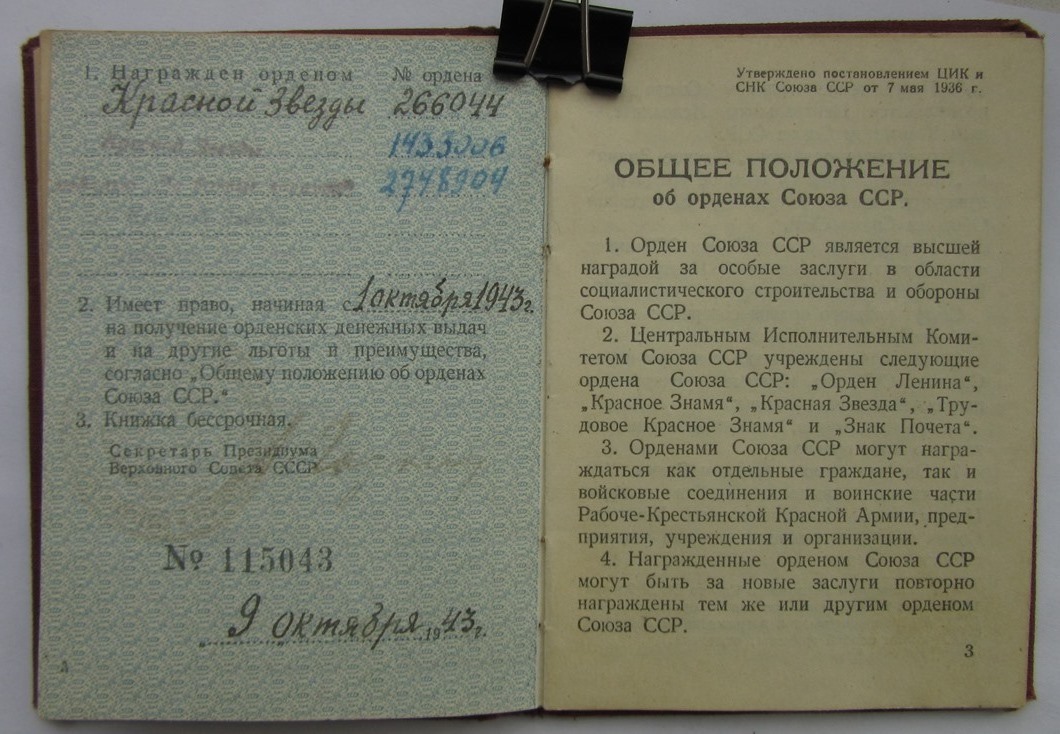 1. Награжден орденом № ордена
Красной Звезды 266044
2748904
2. Имеет право, начиная с 1 октября 1943 г.
на получение орденских денежных выдач
и на другие льготы и преимущества,
согласно „Общему положению об орденах
Союза ССР.“
3. Книжка бессрочная.
Секретарь Президиума
Верховного Совета СССР
№ 115043
„ 9 октября 1943 г.
Утверждено постановлением ЦИК и
СНК Союза ССР от 7 мая 1936 г.
ОБЩЕЕ ПОЛОЖЕНИЕ
об орденах Союза ССР.
1. Орден Союза ССР является высшей
наградой за особые заслуги в области
социалистического строительства и обороны
Союза ССР.
2. Центральным Исполнительным Коми-
тетом Союза ССР учреждены следующие
ордена Союза ССР: „Орден Ленина“,
„Красное Знамя“, „Красная Звезда“, „Тру-
довое Красное Знамя“ и „Знак Почета“.
3. Орденами Союза ССР могут награ-
ждаться как отдельные граждане, так и
войсковые соединения и воинские части
Рабоче-Крестьянской Красной Армии, пред-
приятия, учреждения и организации.
4. Награжденные орденом Союза ССР
могут быть за новые заслуги повторно
награждены тем же или другим орденом
Союза ССР.
3